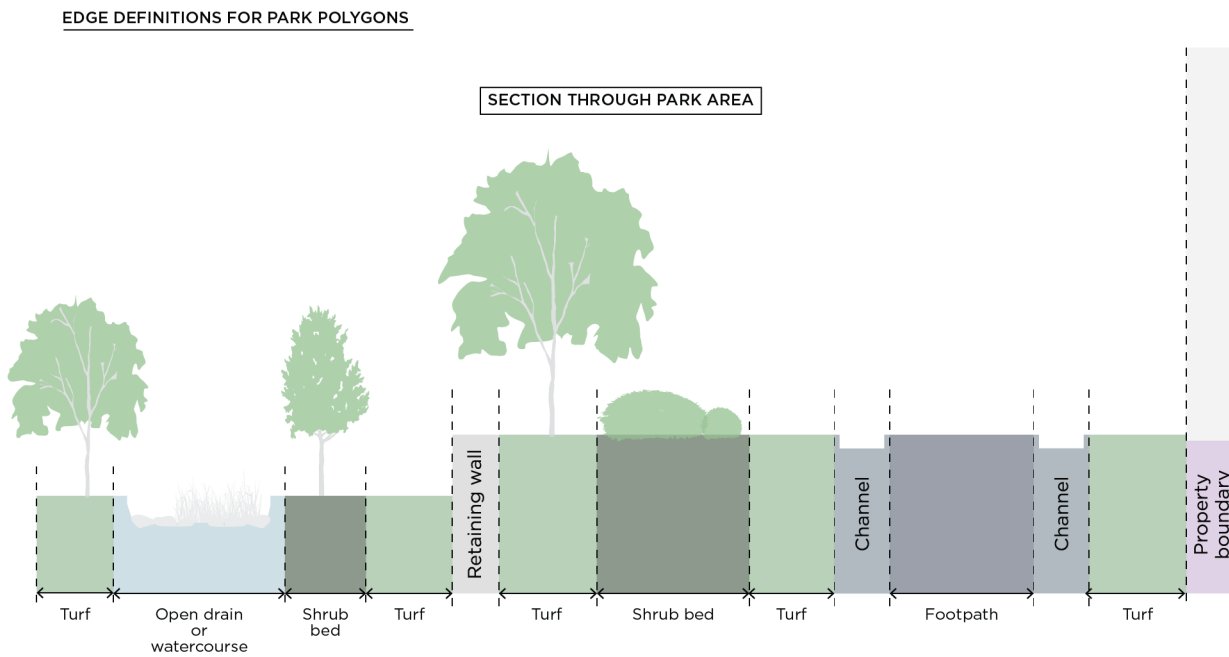 EDGE DEFINITIONS FOR PARK POLYGONS
SECTION THROUGH PARK AREA
Retaining wall
Channel
Channel
Property
boundary
Turf
Open drain
or
watercourse
Shrub
bed
Turf
Turf
Shrub bed
Turf
Footpath
Turf